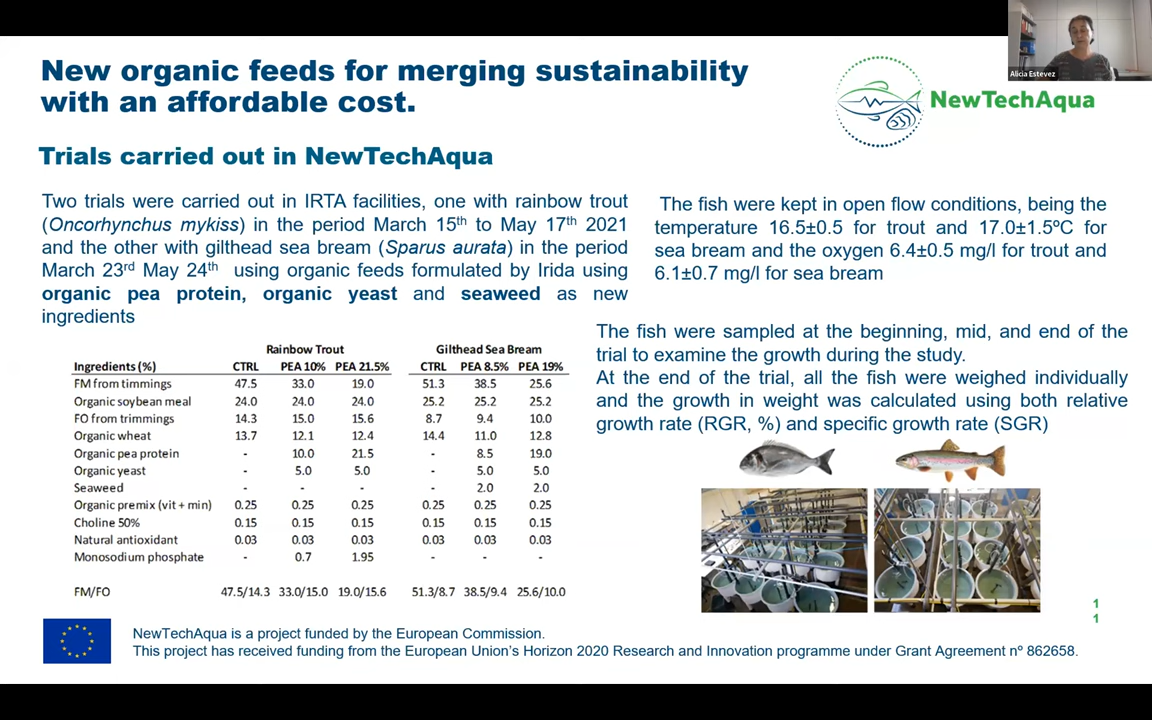 Alicia Estevez
New organic feeds for merging sustainability
with an affordable cost.
NewTechAqua
Trials carried out in NewTechAqua
Two trials were carried out in IRTA facilities, one with rainbow trout
(Oncorhynchus mykiss) in the period March 15th to May 17th 2021
and the other with gilthead sea bream (Sparus aurata) in the period
March 23rd May 24th using organic feeds formulated by Irida using
organic pea protein, organic yeast and seaweed as new
ingredients
The fish were kept in open flow conditions, being the
temperature 16.5±0.5 for trout and 17.0±1.5ºC for
sea bream and the oxygen 6.4±0.5 mg/l for trout and
6.1±0.7 mg/l for sea bream
The fish were sampled at the beginning, mid, and end of the
trial to examine the growth during the study.
At the end of the trial, all the fish were weighed individually
and the growth in weight was calculated using both relative
growth rate (RGR, %) and specific growth rate (SGR)
Rainbow Trout Gilthead Sea Bream
Ingredients (%) CTRL PEA 10% PEA 21.5% CTRL PEA 8.5% PEA 19%
FM from timmings 47.5 33.0 19.0 51.3 38.5 25.6
Organic soybean meal 24.0 24.0 24.0 25.2 25.2 25.2
FO from trimmings 14.3 15.0 15.6 8.7 9.4 10.0
Organic wheat 13.7 12.1 12.4 14.4 11.0 12.8
Organic pea protein - 10.0 21.5 - 8.5 19.0
Organic yeast - 5.0 5.0 - 5.0 5.0
Seaweed - - - - 2.0 2.0
Organic premix (vit + min) 0.25 0.25 0.25 0.25 0.25 0.25
Choline 50% 0.15 0.15 0.15 0.15 0.15 0.15
Natural antioxidant 0.03 0.03 0.03 0.03 0.03 0.03
Monosodium phosphate - 0.7 1.95 - - -
FM/FO 47.5/14.3 33.0/15.0 19.0/15.6 51.3/8.7 38.5/9.4 25.6/10.0
1
1
NewTechAqua is a project funded by the European Commission.
This project has received funding from the European Union's Horizon 2020 Research and Innovation programme under Grant Agreement nº 862658.